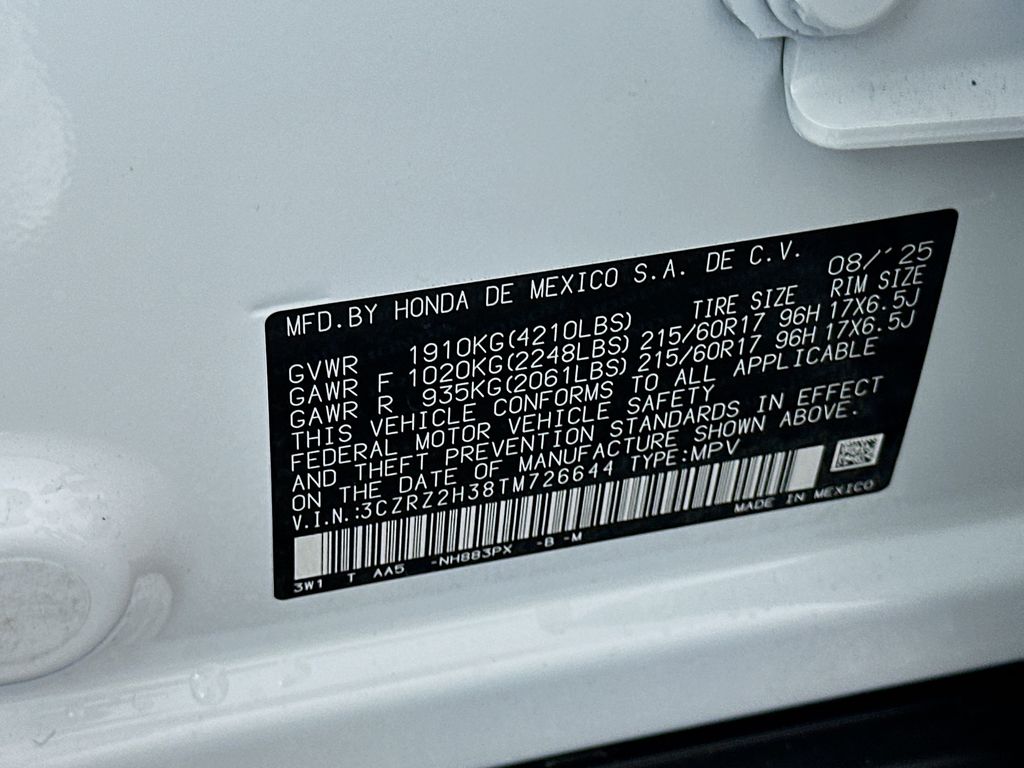 MFD.BY HONDA DE MEXICO S.A. DE C.V. 08/'25
TIRE SIZE RIM SIZE
GVWR 1910KG(4210LBS)
GAWR F 1020KG(2248LBS) 215/60R17 96H 17X6.5J
GAWR R 935KG(2061LBS) 215/60R17 96H 17X6.5J
THIS VEHICLE CONFORMS TO ALL APPLICABLE
FEDERAL MOTOR VEHICLE SAFETY
AND THEFT PREVENTION STANDARDS IN EFFECT
ON THE DATE OF MANUFACTURE SHOWN ABOVE.
V.I.N.:3CZRZ2H38TM726644 TYPE:MPV
3W1 T AA5 -NH883PX -B -M MADE IN MEXICO